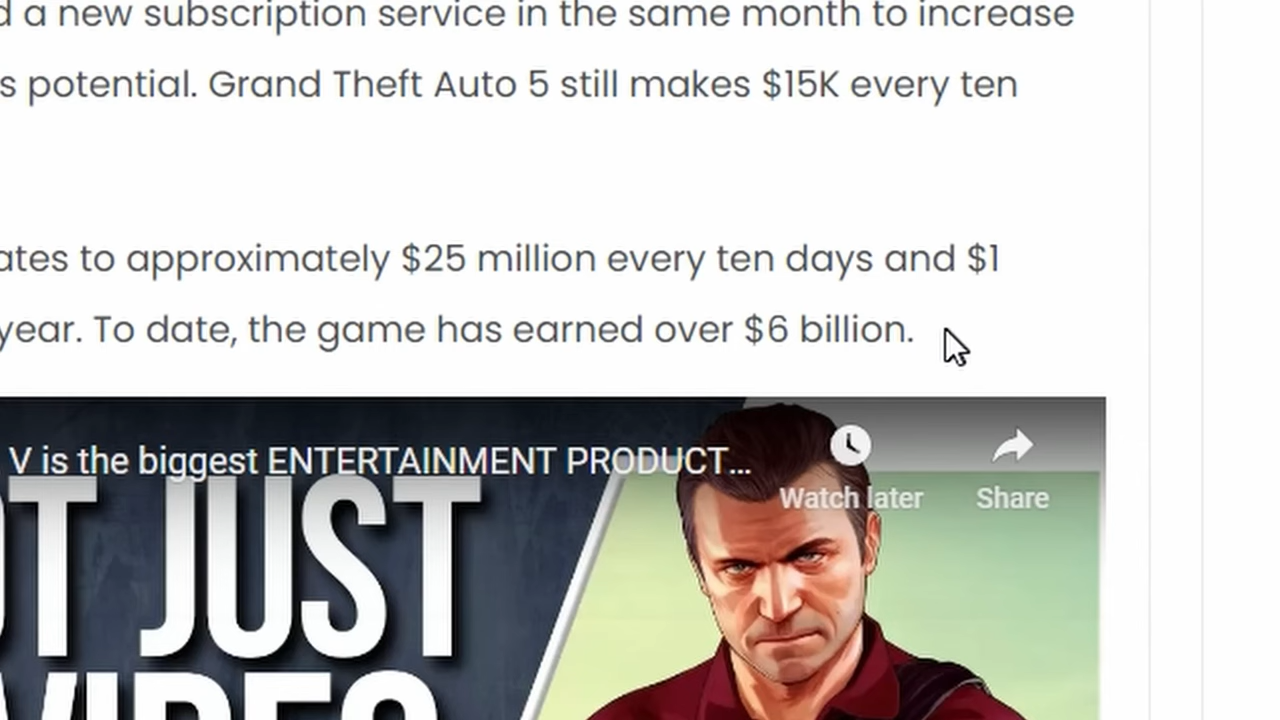 d a new subscription service in the same month to increase
s potential. Grand Theft Auto 5 still makes $15K every ten
ates to approximately $25 million every ten days and $1
year. To date, the game has earned over $6 billion.
V is the biggest ENTERTAINMENT PRODUCT...
Watch later
Share
OT JUST